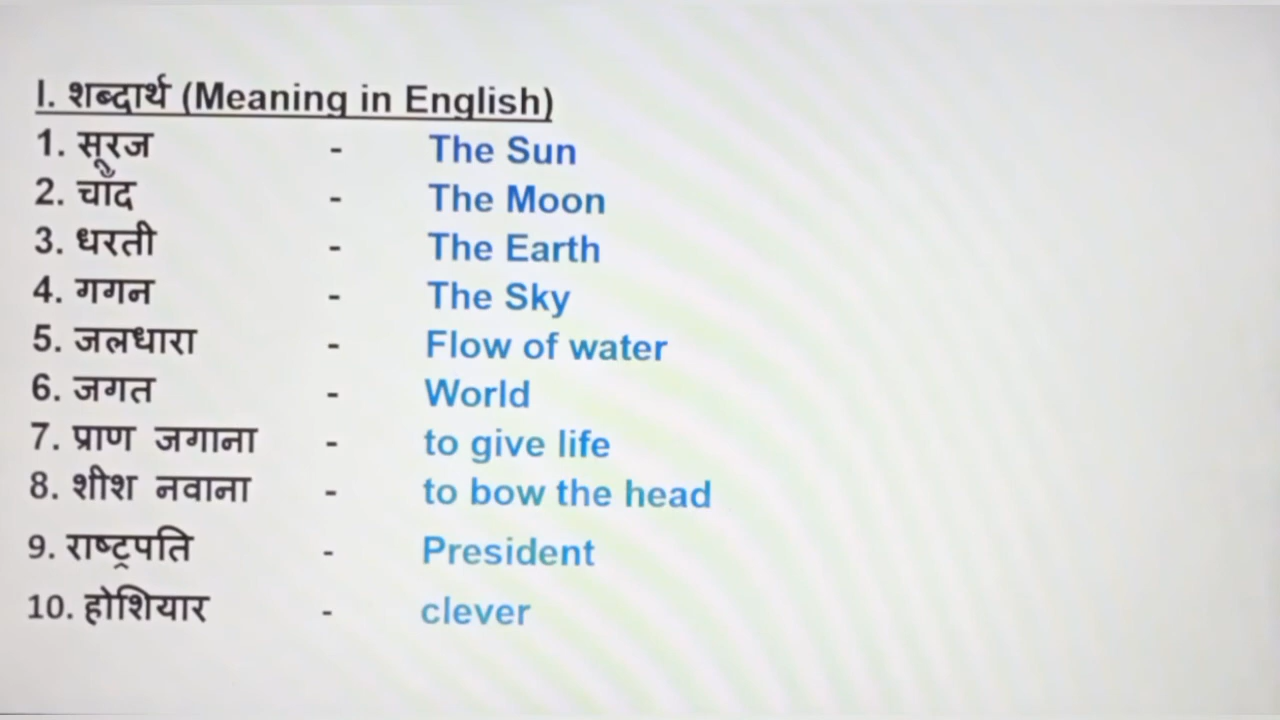 I. शब्दार्थ (Meaning in English)
1. सूरज - The Sun
2. चाँद - The Moon
3. धरती - The Earth
4. गगन - The Sky
5. जलधारा - Flow of water
6. जगत - World
7. प्राण जगाना - to give life
8. शीश नवाना - to bow the head
9. राष्ट्रपति - President
10. होशियार - clever